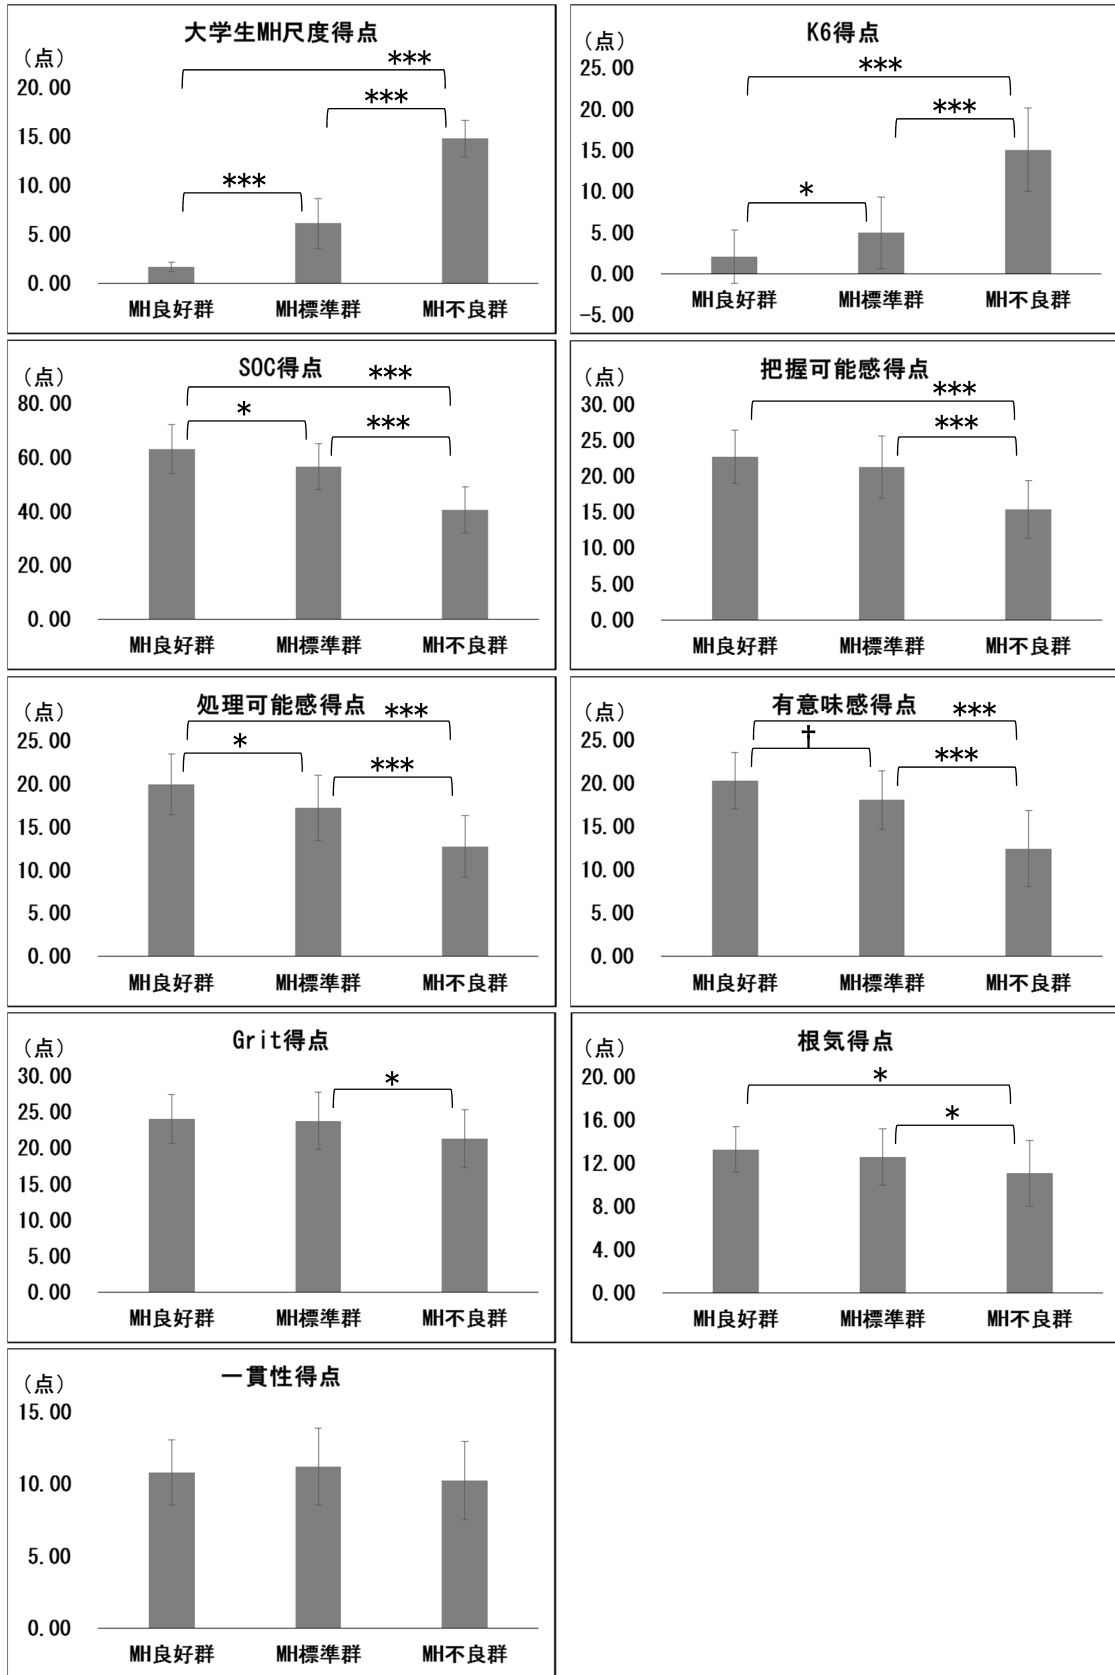 大学生MH尺度得点
（点）
***
20.00
***
15.00
10.00
***
5.00
0.00
MH良好群 MH標準群 MH不良群
K6得点
（点）
25.00
***
20.00
***
15.00
10.00
*
5.00
0.00
MH良好群 MH標準群 MH不良群
-5.00
SOC得点
（点）
***
80.00
*
***
60.00
40.00
20.00
0.00
MH良好群 MH標準群 MH不良群
把握可能感得点
（点）
***
30.00
***
25.00
20.00
15.00
10.00
5.00
0.00
MH良好群 MH標準群 MH不良群
処理可能感得点
（点）
***
25.00
*
***
20.00
15.00
10.00
5.00
0.00
MH良好群 MH標準群 MH不良群
有意味感得点
（点）
***
25.00
†
***
20.00
15.00
10.00
5.00
0.00
MH良好群 MH標準群 MH不良群
Grit得点
（点）
30.00
*
25.00
20.00
15.00
10.00
5.00
0.00
MH良好群 MH標準群 MH不良群
根気得点
（点）
20.00
*
16.00
*
12.00
8.00
4.00
0.00
MH良好群 MH標準群 MH不良群
一貫性得点
（点）
15.00
10.00
5.00
0.00
MH良好群 MH標準群 MH不良群